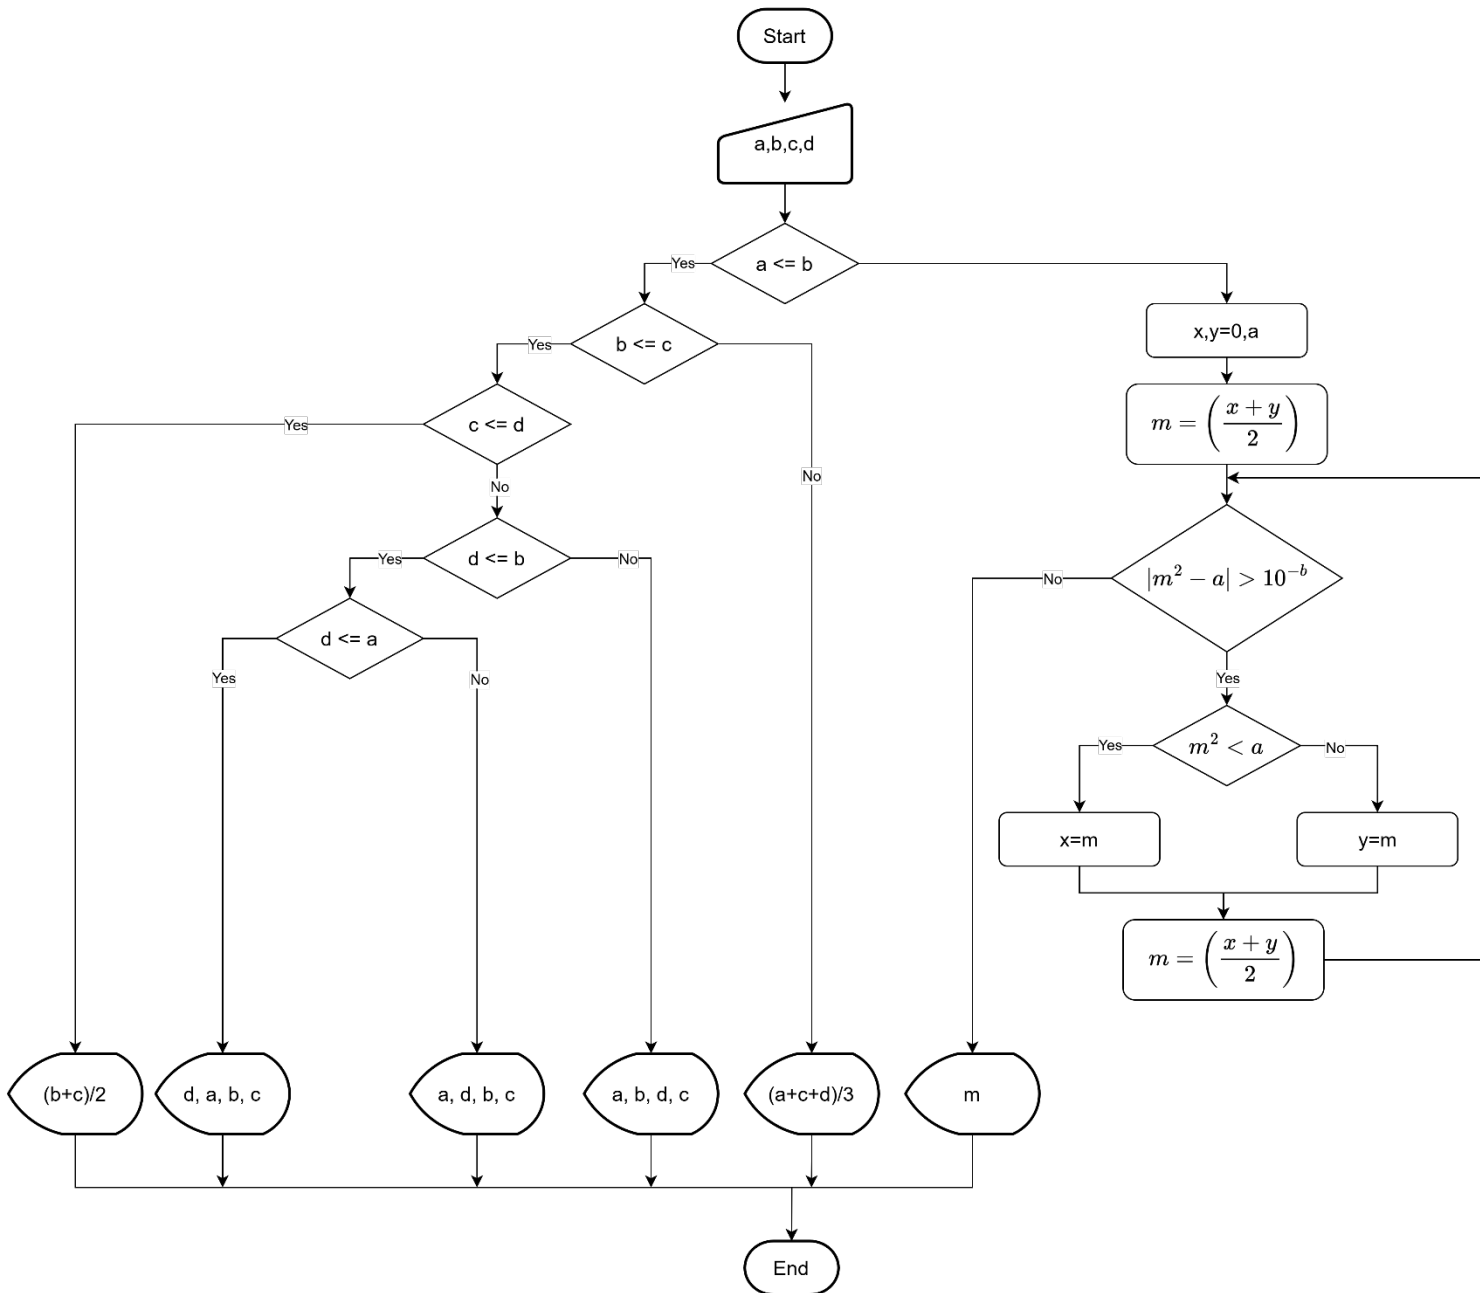 Start
a,b,c,d
a <= b
Yes
b <= c
Yes
x,y=0,a
c <= d
Yes
m = (x + y / 2)
No
No
d <= b
Yes
No
|m² − a| > 10⁻ᵇ
No
d <= a
Yes
No
Yes
m² < a
Yes
No
x=m
y=m
m = (x + y / 2)
(b+c)/2
d, a, b, c
a, d, b, c
a, b, d, c
(a+c+d)/3
m
End